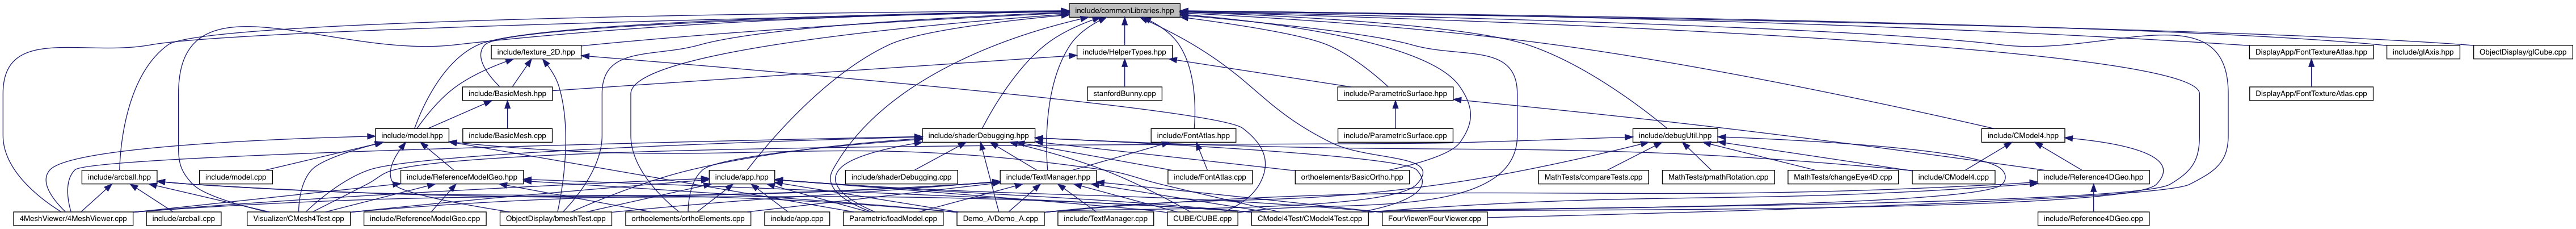 include/commonLibraries.hpp
include/texture_2D.hpp
include/HelperTypes.hpp
DisplayApp/FontTextureAtlas.hpp
include/glAxis.hpp
ObjectDisplay/glCube.cpp
include/BasicMesh.hpp
stanfordBunny.cpp
include/ParametricSurface.hpp
DisplayApp/FontTextureAtlas.cpp
include/model.hpp
include/BasicMesh.cpp
include/shaderDebugging.hpp
include/FontAtlas.hpp
include/ParametricSurface.cpp
include/debugUtil.hpp
include/CModel4.hpp
include/arcball.hpp
include/model.cpp
include/ReferenceModelGeo.hpp
include/app.hpp
include/shaderDebugging.cpp
include/TextManager.hpp
include/FontAtlas.cpp
orthoelements/BasicOrtho.hpp
MathTests/compareTests.cpp
MathTests/pmathRotation.cpp
MathTests/changeEye4D.cpp
include/CModel4.cpp
include/Reference4DGeo.hpp
4MeshViewer/4MeshViewer.cpp
include/arcball.cpp
Visualizer/CMesh4Test.cpp
include/ReferenceModelGeo.cpp
ObjectDisplay/bmeshTest.cpp
orthoelements/orthoElements.cpp
include/app.cpp
Parametric/loadModel.cpp
Demo_A/Demo_A.cpp
include/TextManager.cpp
CUBE/CUBE.cpp
CModel4Test/CModel4Test.cpp
FourViewer/FourViewer.cpp
include/Reference4DGeo.cpp